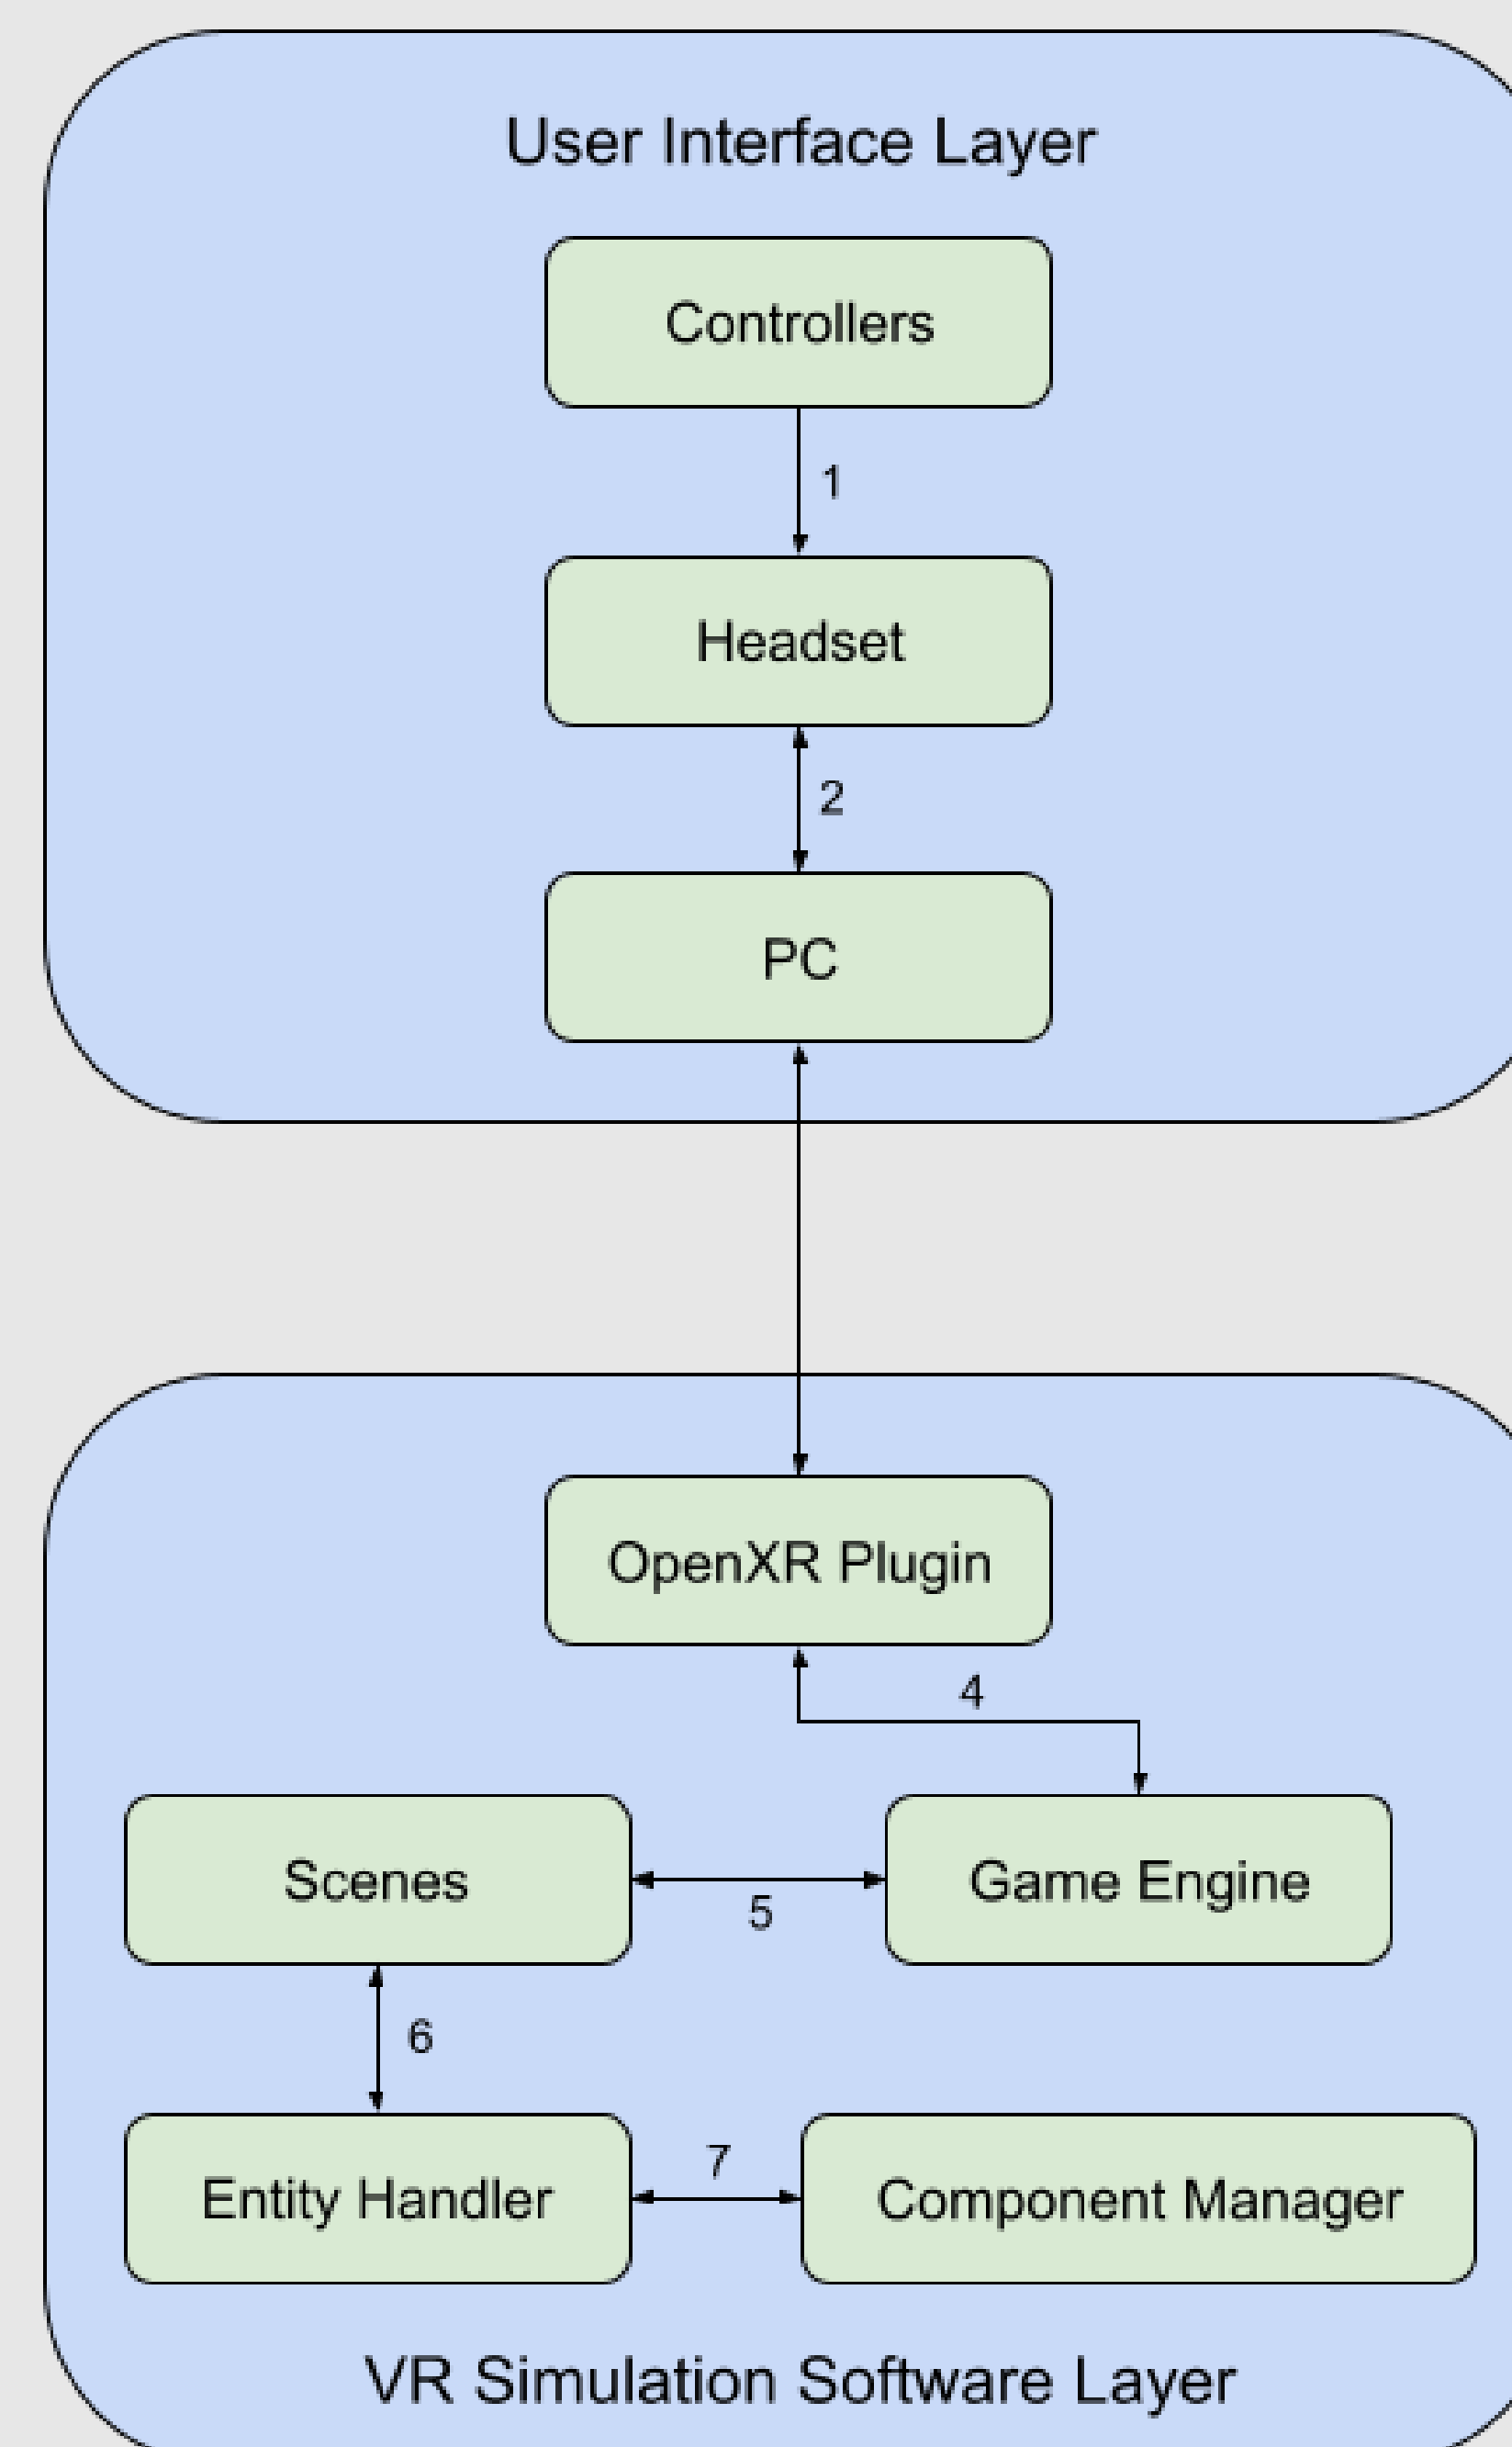 User Interface Layer
Controllers
1
Headset
2
PC
OpenXR Plugin
4
Scenes
Game Engine
5
6
Entity Handler
7
Component Manager
VR Simulation Software Layer